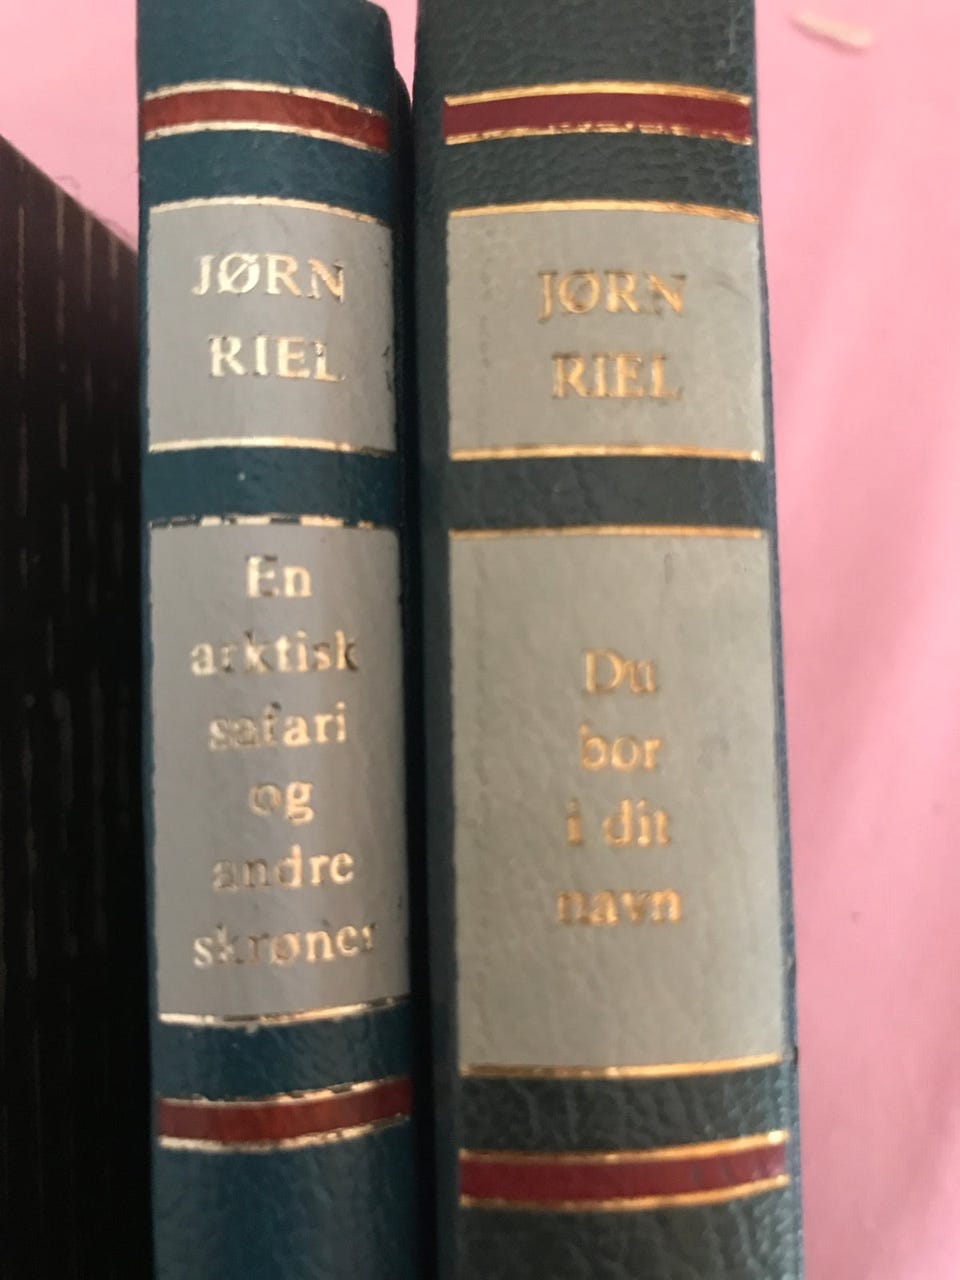 JØRN
RIEL
En
arktisk
safari
og
andre
skrøner
JØRN
RIEL
Du
bor
i dit
navn